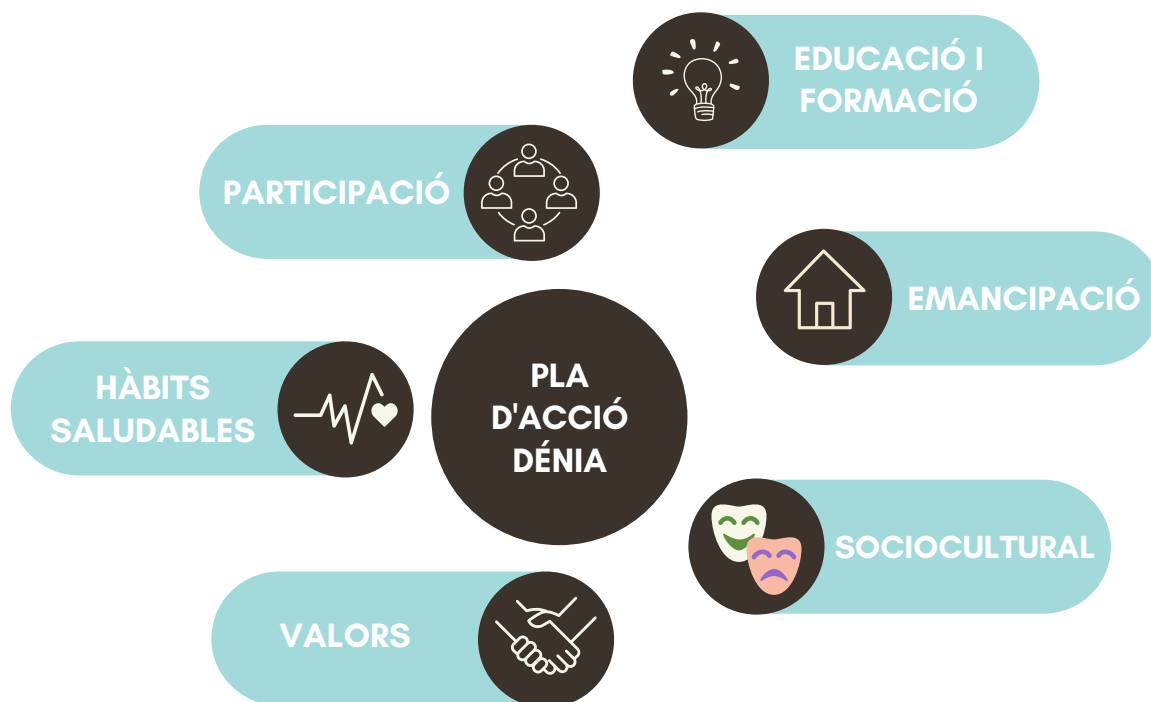 EDUCACIÓ I
FORMACIÓ
PARTICIPACIÓ
EMANCIPACIÓ
HÀBITS
SALUDABLES
PLA
D'ACCIÓ
DÉNIA
SOCIOCULTURAL
VALORS